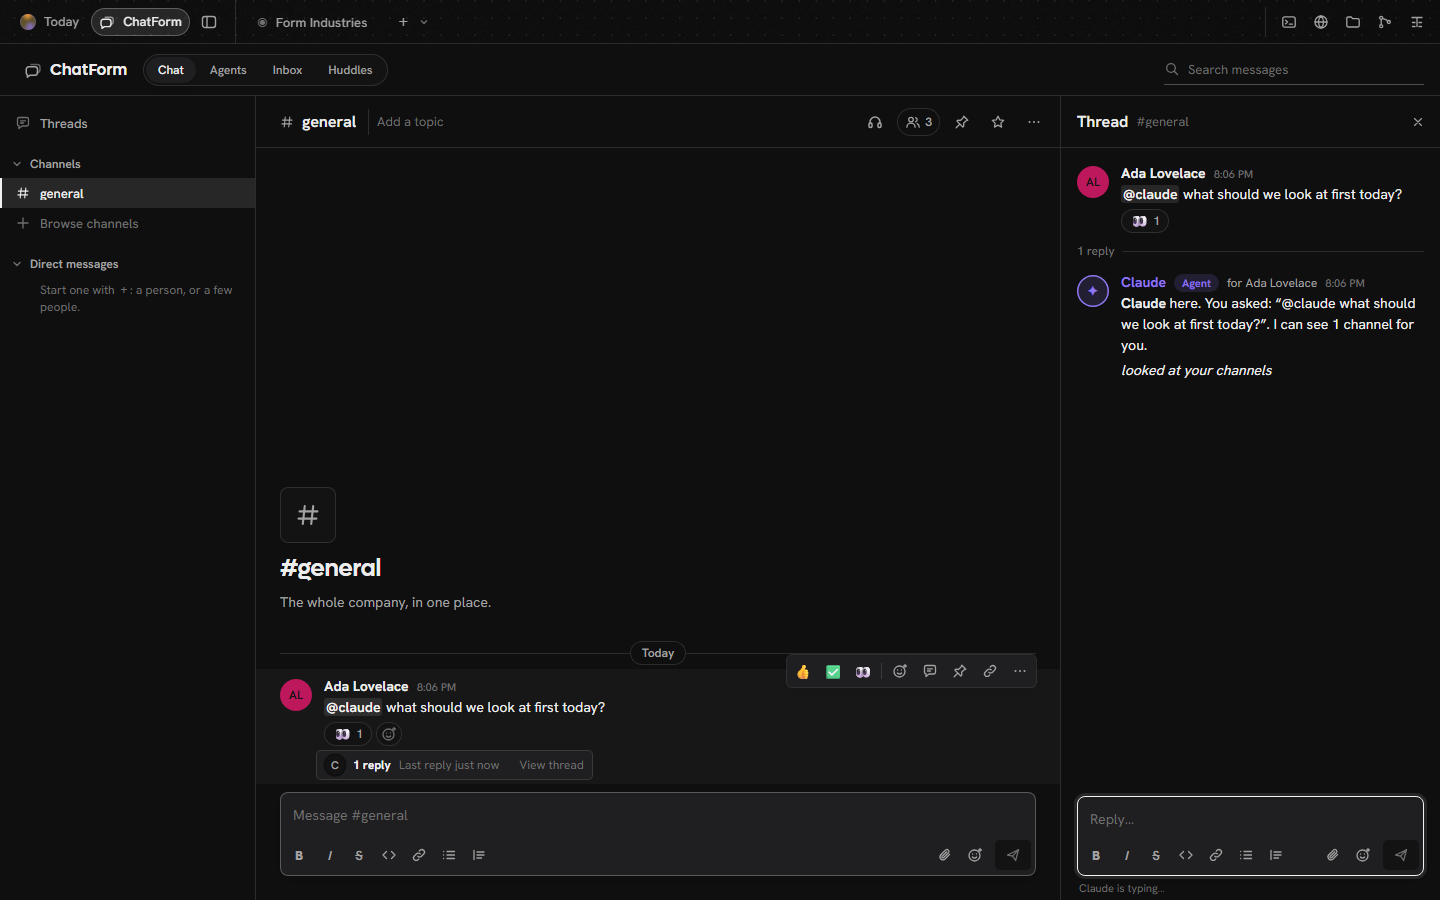 Today
ChatForm
Form Industries
ChatForm
Chat
Agents
Inbox
Huddles
Search messages
Threads
Channels
# general
+ Browse channels
Direct messages
Start one with + : a person, or a few
people.
# general
Add a topic
3
#
#general
The whole company, in one place.
Today
AL
Ada Lovelace 8:06 PM
@claude what should we look at first today?
👀 1
C 1 reply Last reply just now View thread
Message #general
B I S
Thread #general
AL
Ada Lovelace 8:06 PM
@claude what should we look at first today?
👀 1
1 reply
Claude Agent for Ada Lovelace 8:06 PM
Claude here. You asked: “@claude what should
we look at first today?”. I can see 1 channel for
you.
looked at your channels
Reply...
B I S
Claude is typing...